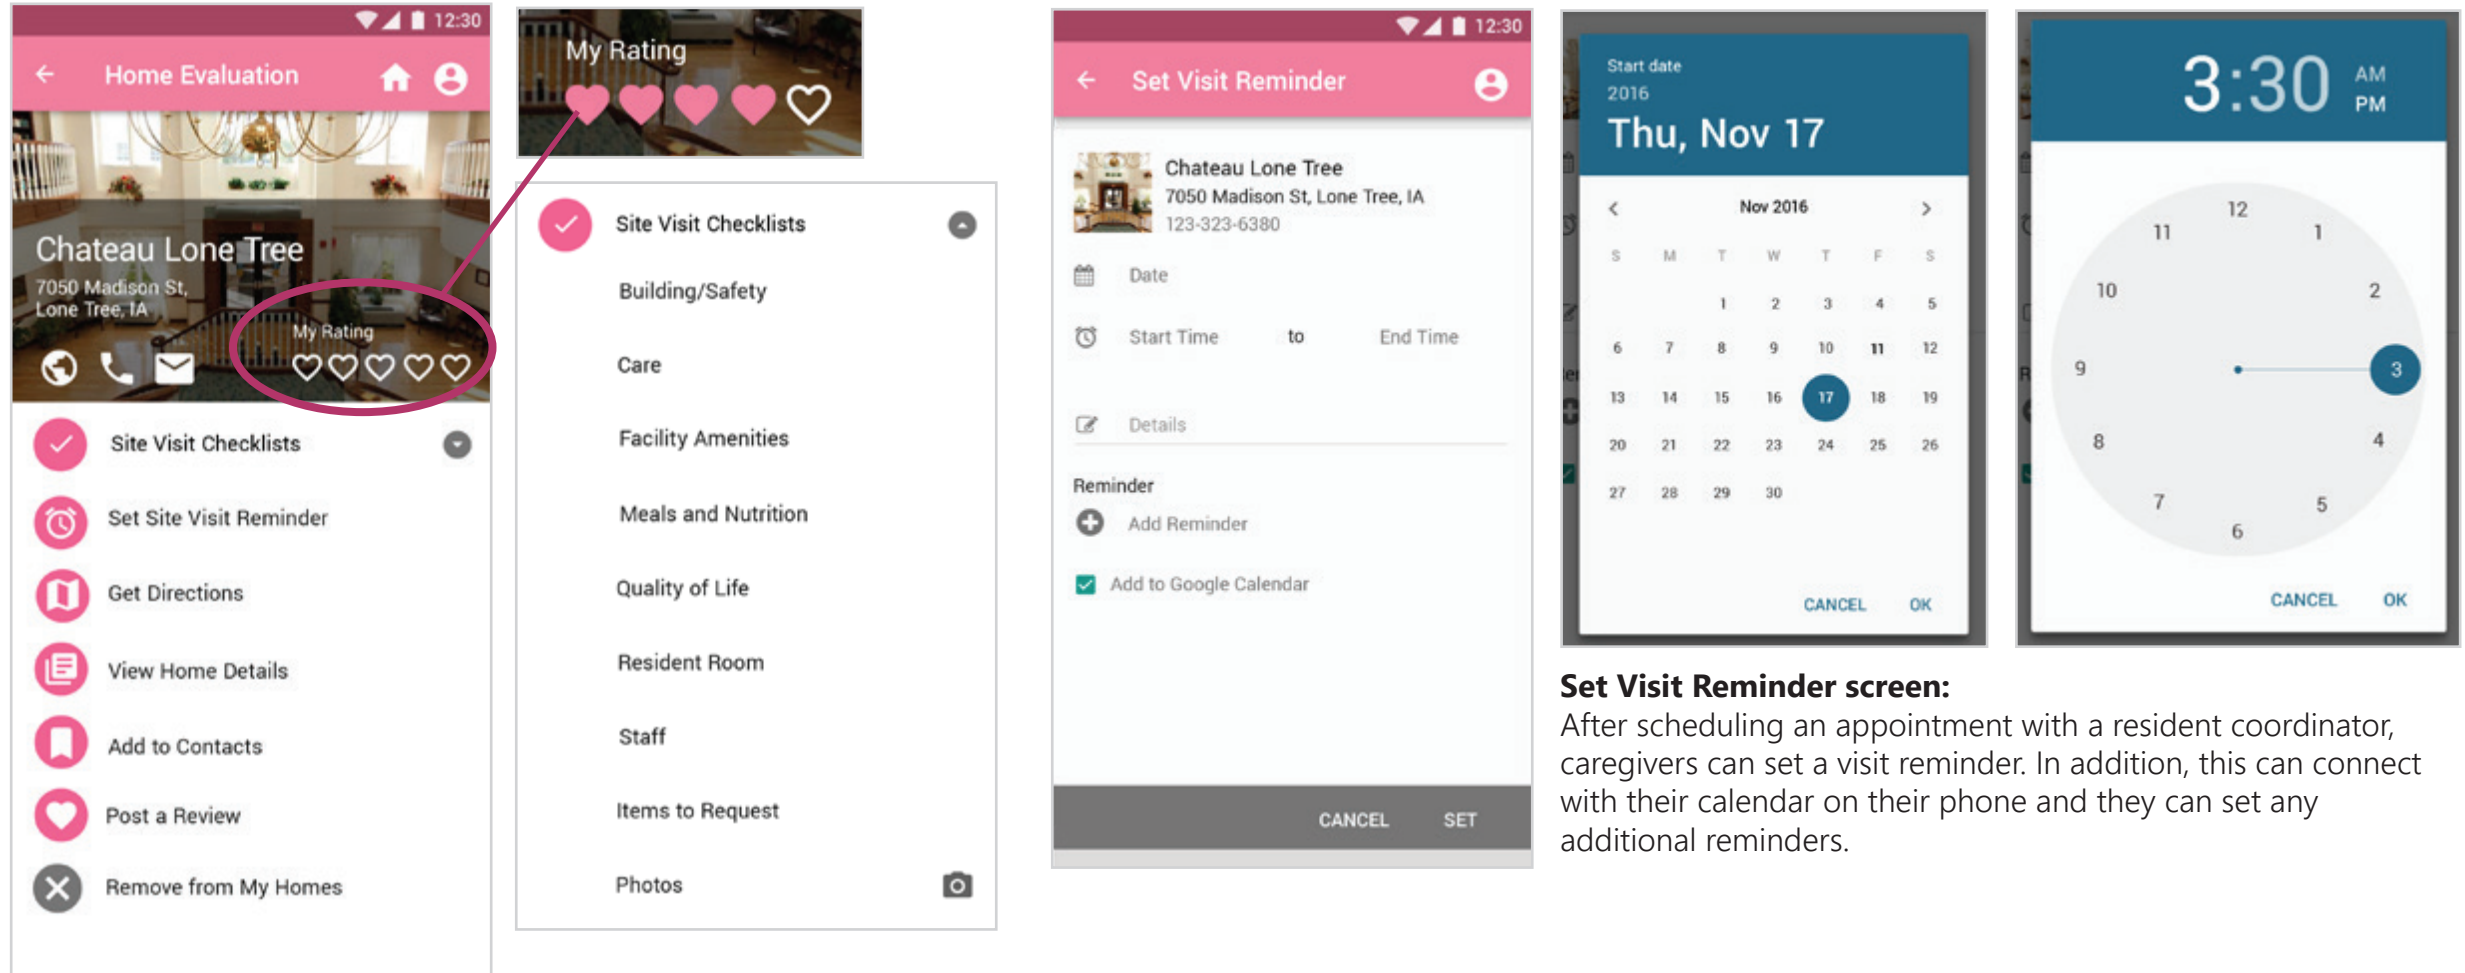 12:30
Home Evaluation
Chateau Lone Tree
7050 Madison St,
Lone Tree, IA
My Rating
Site Visit Checklists
Set Site Visit Reminder
Get Directions
View Home Details
Add to Contacts
Post a Review
Remove from My Homes
My Rating
Site Visit Checklists
Building/Safety
Care
Facility Amenities
Meals and Nutrition
Quality of Life
Resident Room
Staff
Items to Request
Photos
12:30
Set Visit Reminder
Chateau Lone Tree
7050 Madison St, Lone Tree, IA
123-323-6380
Date
Start Time to End Time
Details
Reminder
Add Reminder
Add to Google Calendar
CANCEL SET
Start date
2016
Thu, Nov 17
Nov 2016
S M T W T F S
1 2 3 4 5
6 7 8 9 10 11 12
13 14 15 16 17 18 19
20 21 22 23 24 25 26
27 28 29 30
CANCEL OK
3:30 AM
PM
12
11 1
10 2
9 3
8 4
7 5
6
CANCEL OK
Set Visit Reminder screen:
After scheduling an appointment with a resident coordinator,
caregivers can set a visit reminder. In addition, this can connect
with their calendar on their phone and they can set any
additional reminders.